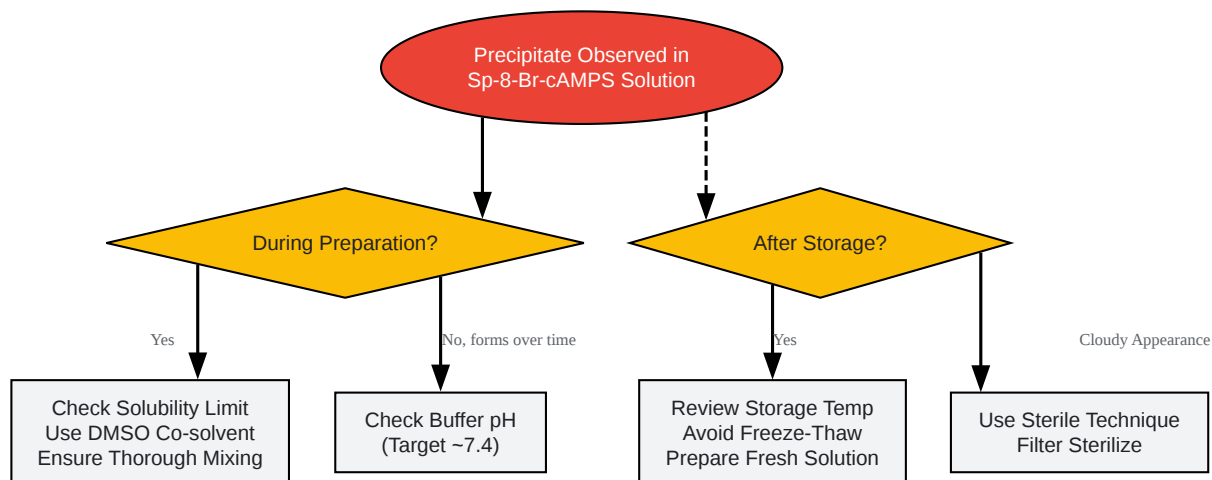 Precipitate Observed in
Sp-8-Br-cAMPS Solution
During Preparation?
After Storage?
Yes
No, forms over time
Yes
Cloudy Appearance
Check Solubility Limit
Use DMSO Co-solvent
Ensure Thorough Mixing
Check Buffer pH
(Target ~7.4)
Review Storage Temp
Avoid Freeze-Thaw
Prepare Fresh Solution
Use Sterile Technique
Filter Sterilize